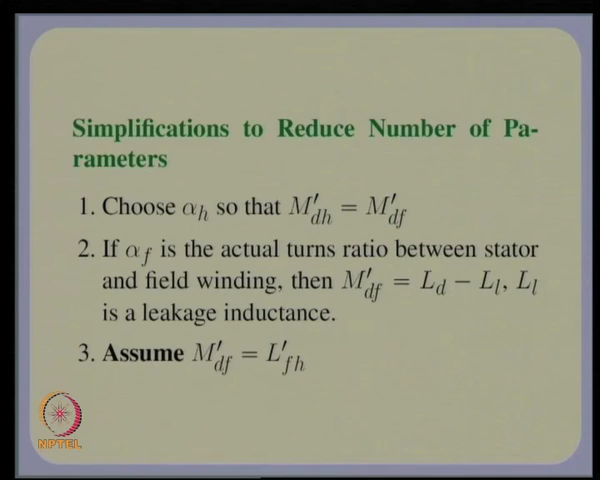 Simplifications to Reduce Number of Pa-
rameters
1. Choose α_h so that M′_dh = M′_df
2. If α_f is the actual turns ratio between stator
and field winding, then M′_df = L_d − L_l, L_l
is a leakage inductance.
3. Assume M′_df = L′_fh
NPTEL